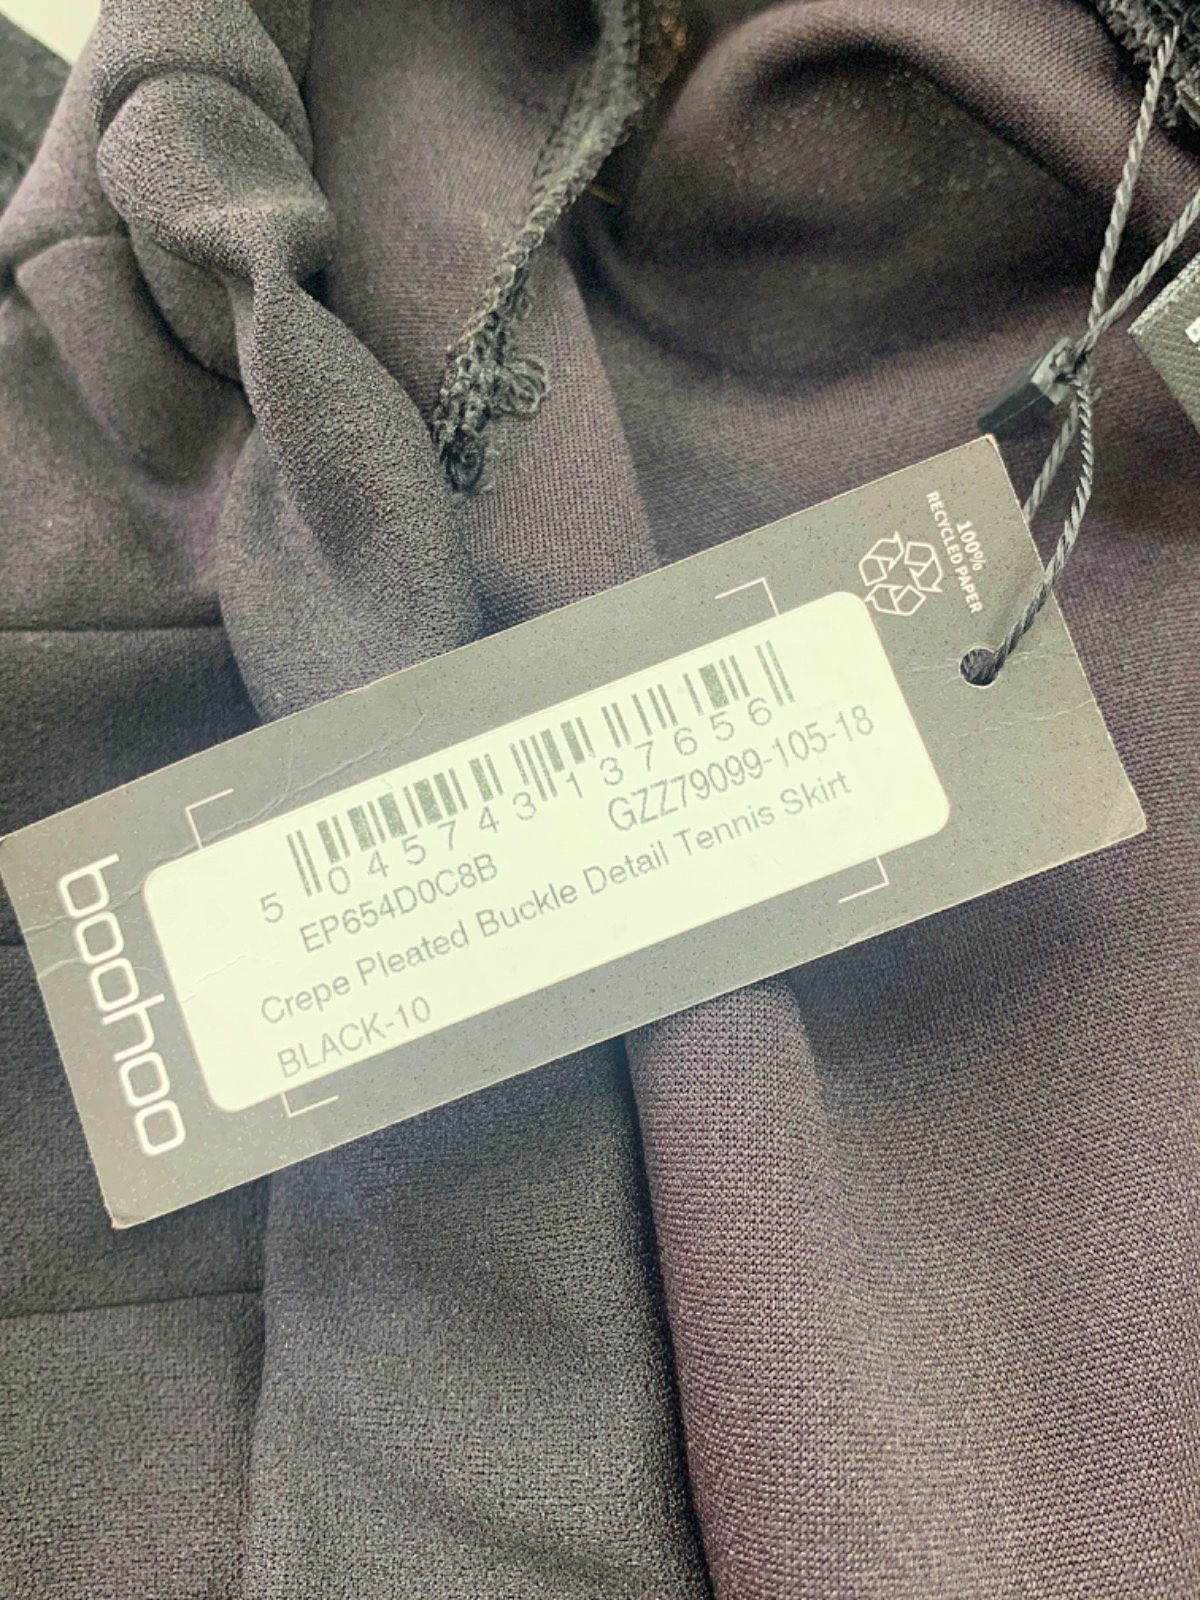 100%
RECYCLED PAPER
5 045743 137656
EP654D0C8B
GZZ79099-105-18
Crepe Pleated Buckle Detail Tennis Skirt
BLACK-10
boohoo